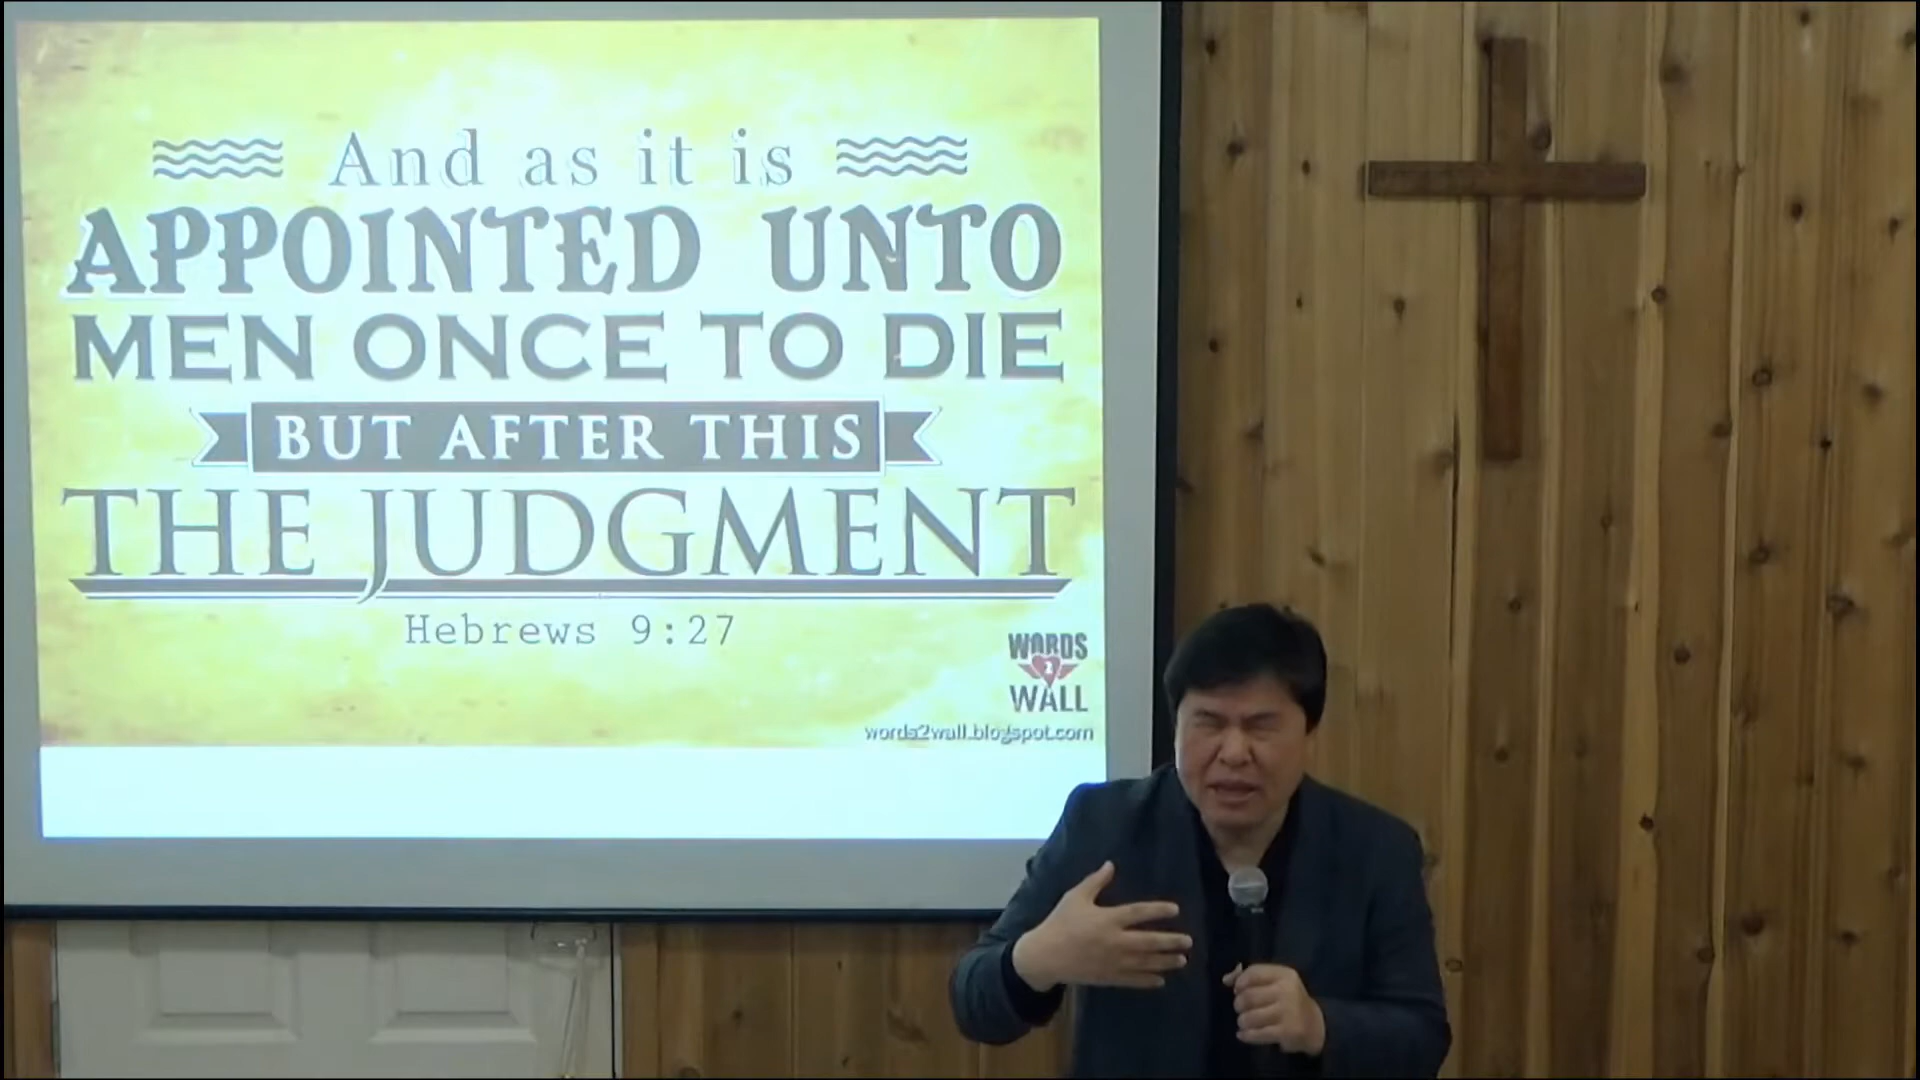 And as it is
APPOINTED UNTO
MEN ONCE TO DIE
BUT AFTER THIS
THE JUDGMENT
Hebrews 9:27
WORDS
2
WALL
words2wall.blogspot.com